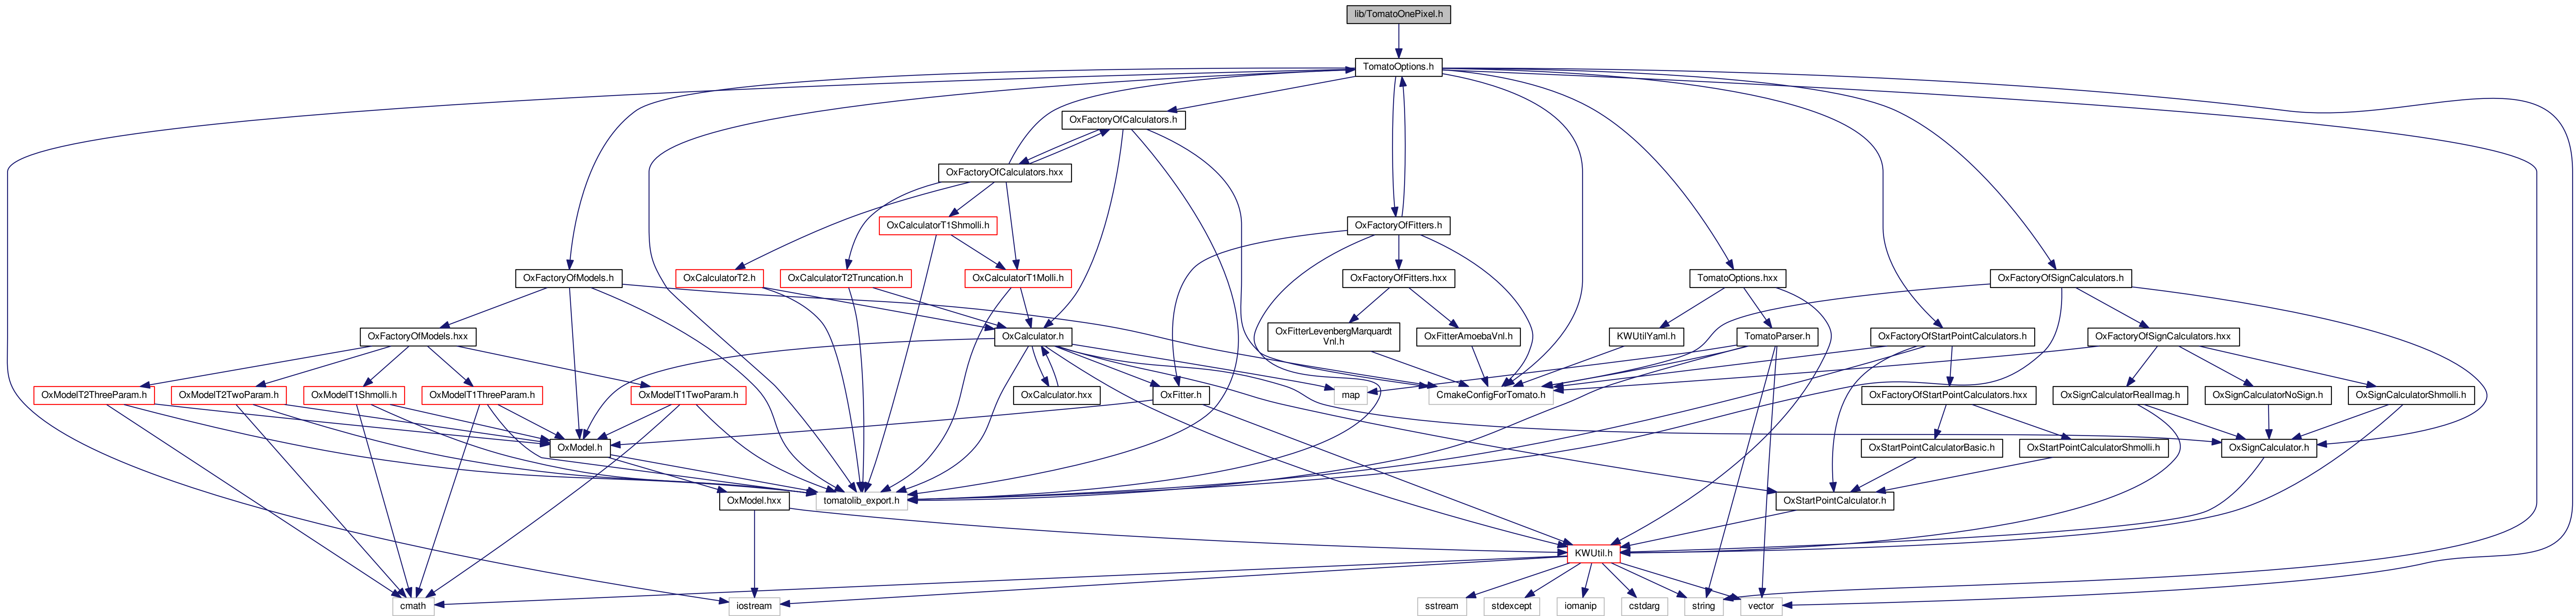 lib/TomatoOnePixel.h
TomatoOptions.h
OxFactoryOfCalculators.h
OxFactoryOfCalculators.hxx
OxCalculatorT1Shmolli.h
OxFactoryOfFitters.h
OxFactoryOfModels.h
OxCalculatorT2.h
OxCalculatorT2Truncation.h
OxCalculatorT1Molli.h
OxFactoryOfFitters.hxx
TomatoOptions.hxx
OxFactoryOfSignCalculators.h
OxFactoryOfModels.hxx
OxCalculator.h
OxFitterLevenbergMarquardt
Vnl.h
OxFitterAmoebaVnl.h
KWUtilYaml.h
TomatoParser.h
OxFactoryOfStartPointCalculators.h
OxFactoryOfSignCalculators.hxx
OxModelT2ThreeParam.h
OxModelT2TwoParam.h
OxModelT1Shmolli.h
OxModelT1ThreeParam.h
OxModelT1TwoParam.h
OxCalculator.hxx
OxFitter.h
map
CmakeConfigForTomato.h
OxFactoryOfStartPointCalculators.hxx
OxSignCalculatorRealImag.h
OxSignCalculatorNoSign.h
OxSignCalculatorShmolli.h
OxModel.h
OxStartPointCalculatorBasic.h
OxStartPointCalculatorShmolli.h
OxSignCalculator.h
OxModel.hxx
tomatolib_export.h
OxStartPointCalculator.h
KWUtil.h
cmath
iostream
sstream
stdexcept
iomanip
cstdarg
string
vector